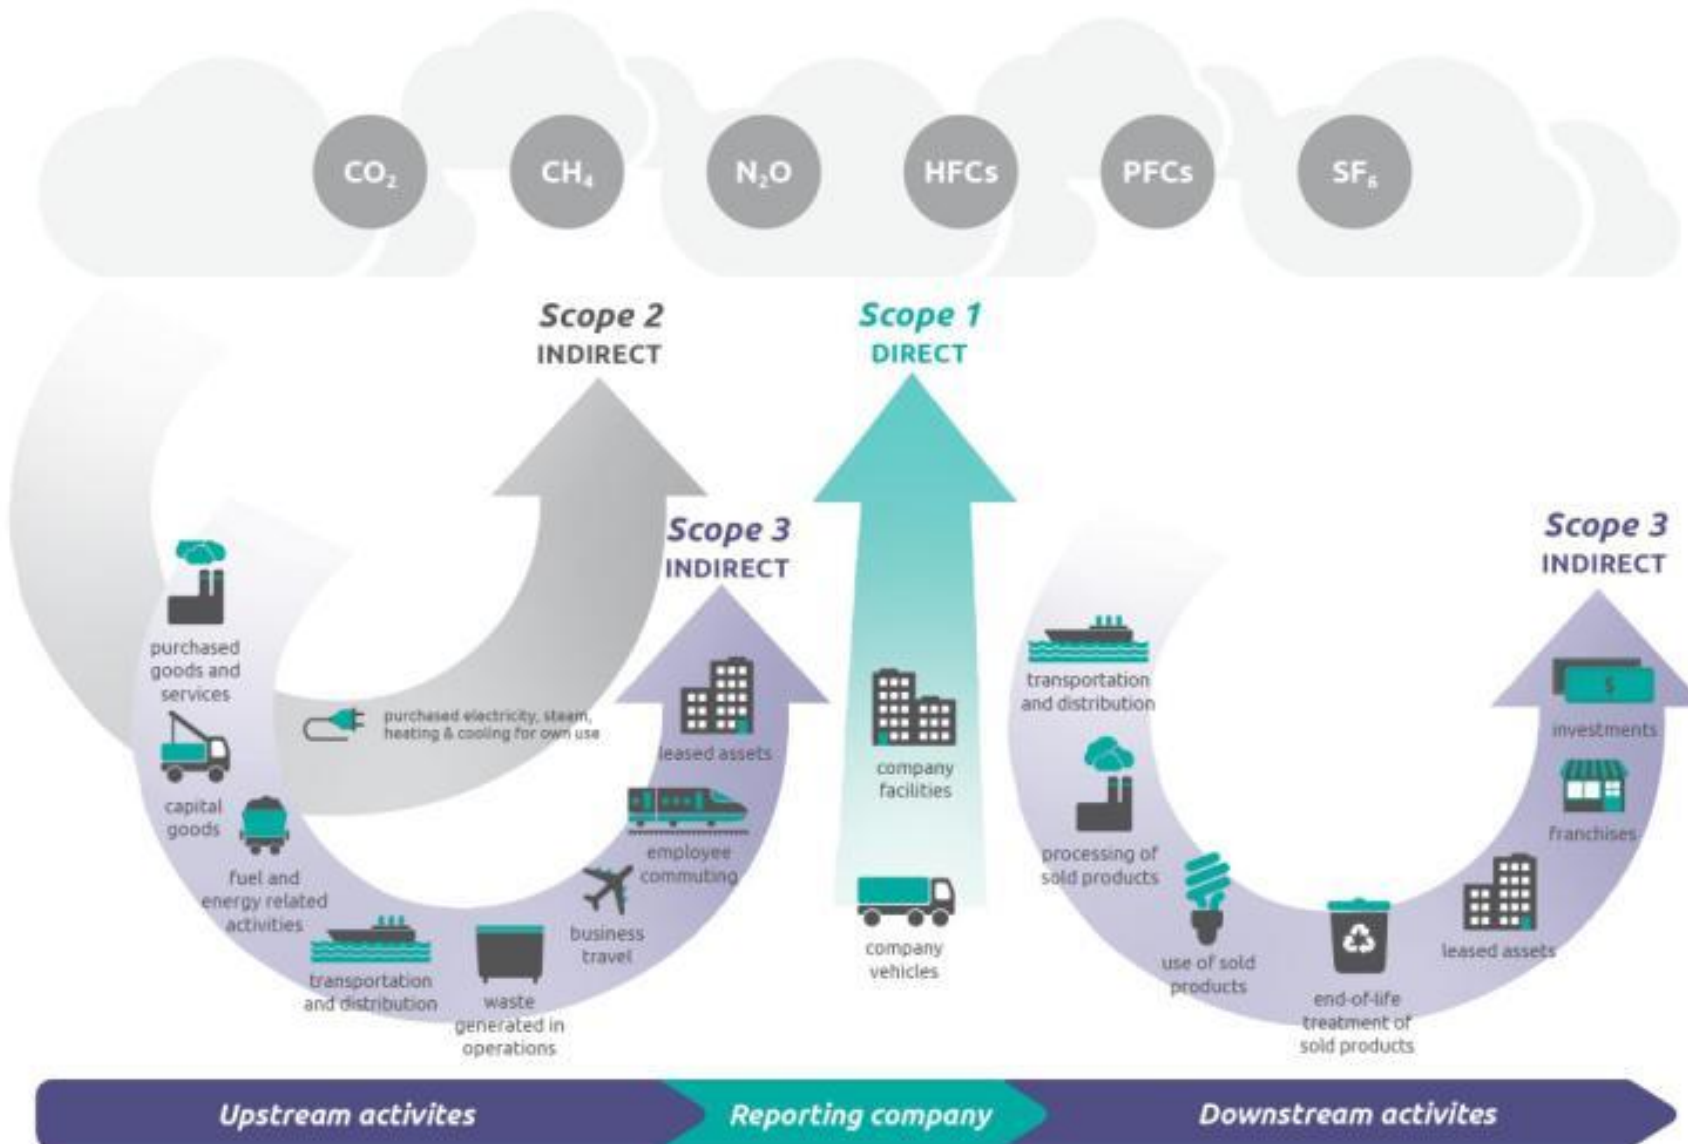 CO₂
CH₄
N₂O
HFCs
PFCs
SF₆
Scope 2
INDIRECT
Scope 1
DIRECT
Scope 3
INDIRECT
Scope 3
INDIRECT
purchased
goods and
services
capital
goods
fuel and
energy related
activities
transportation
and distribution
waste
generated in
operations
business
travel
employee
commuting
leased assets
purchased electricity, steam,
heating & cooling for own use
company
facilities
company
vehicles
transportation
and distribution
processing of
sold products
use of sold
products
end-of-life
treatment of
sold products
leased assets
franchises
$
investments
Upstream activites
Reporting company
Downstream activites